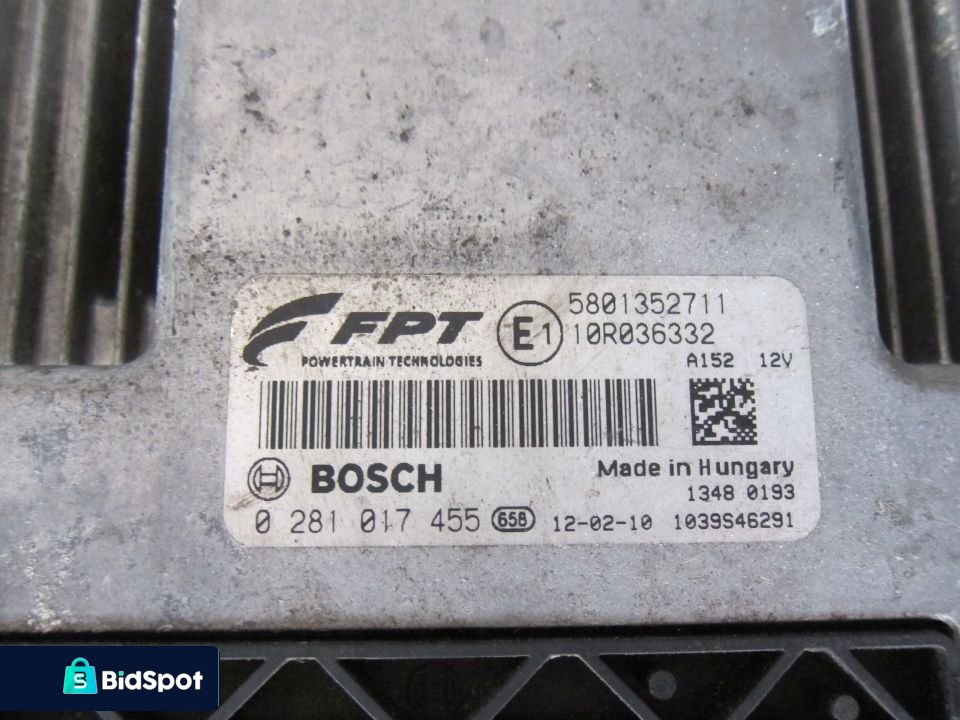 FPT
POWERTRAIN TECHNOLOGIES
E1
5801352711
10R036332
A152 12V
BOSCH
Made in Hungary
1348 0193
0 281 017 455 658 12-02-10 1039S46291
BidSpot